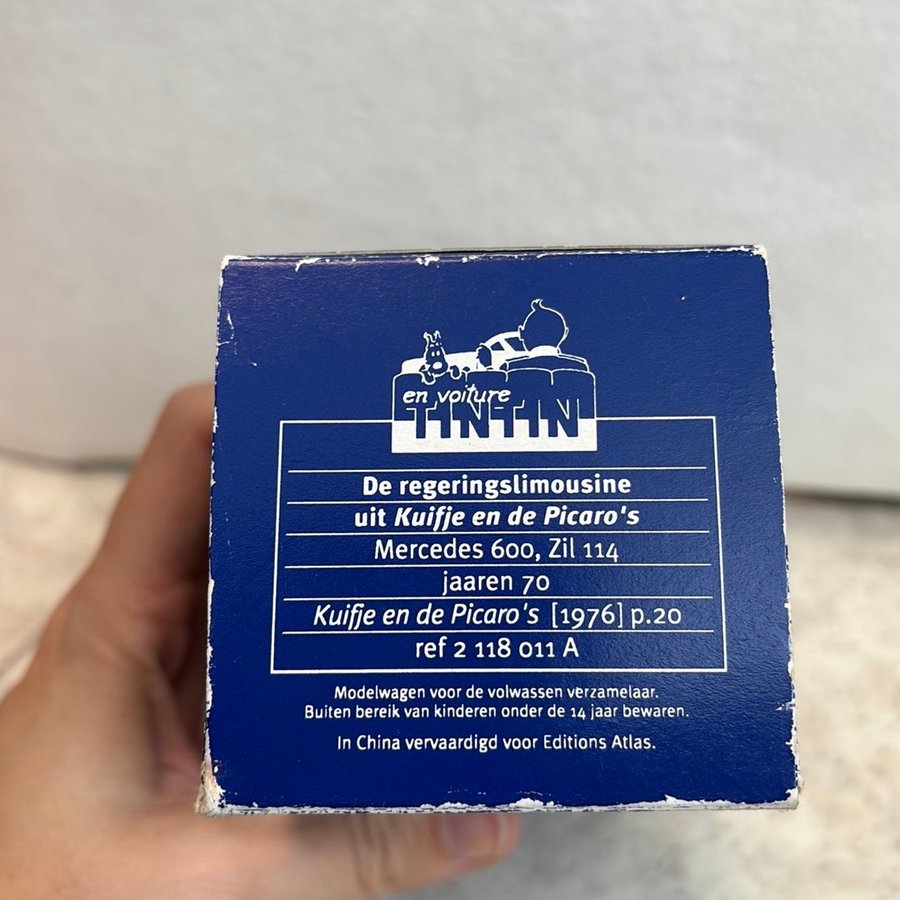 en voiture
TINTIN
De regeringslimousine
uit Kuifje en de Picaro's
Mercedes 600, Zil 114
jaaren 70
Kuifje en de Picaro's [1976] p.20
ref 2 118 011 A
Modelwagen voor de volwassen verzamelaar.
Buiten bereik van kinderen onder de 14 jaar bewaren.
In China vervaardigd voor Editions Atlas.